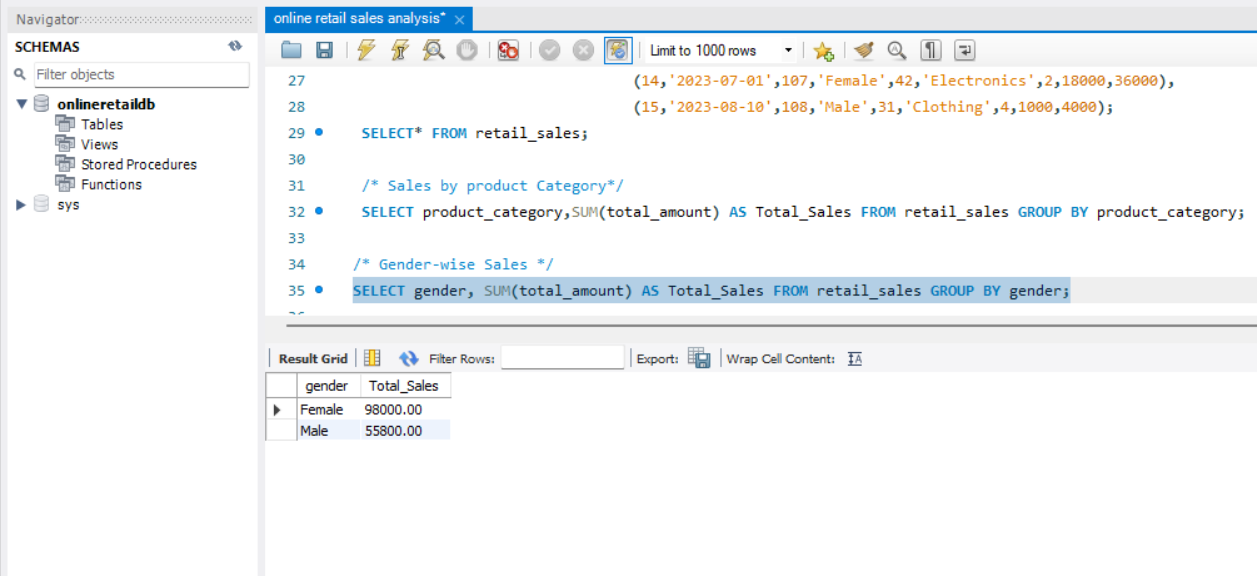 Navigator
SCHEMAS
Filter objects
onlineretaildb
Tables
Views
Stored Procedures
Functions
sys
online retail sales analysis*
Limit to 1000 rows
27 (14,'2023-07-01',107,'Female',42,'Electronics',2,18000,36000),
28 (15,'2023-08-10',108,'Male',31,'Clothing',4,1000,4000);
29 SELECT* FROM retail_sales;
30
31 /* Sales by product Category*/
32 SELECT product_category,SUM(total_amount) AS Total_Sales FROM retail_sales GROUP BY product_category;
33
34 /* Gender-wise Sales */
35 SELECT gender, SUM(total_amount) AS Total_Sales FROM retail_sales GROUP BY gender;
Result Grid Filter Rows: Export: Wrap Cell Content:
gender Total_Sales
Female 98000.00
Male 55800.00